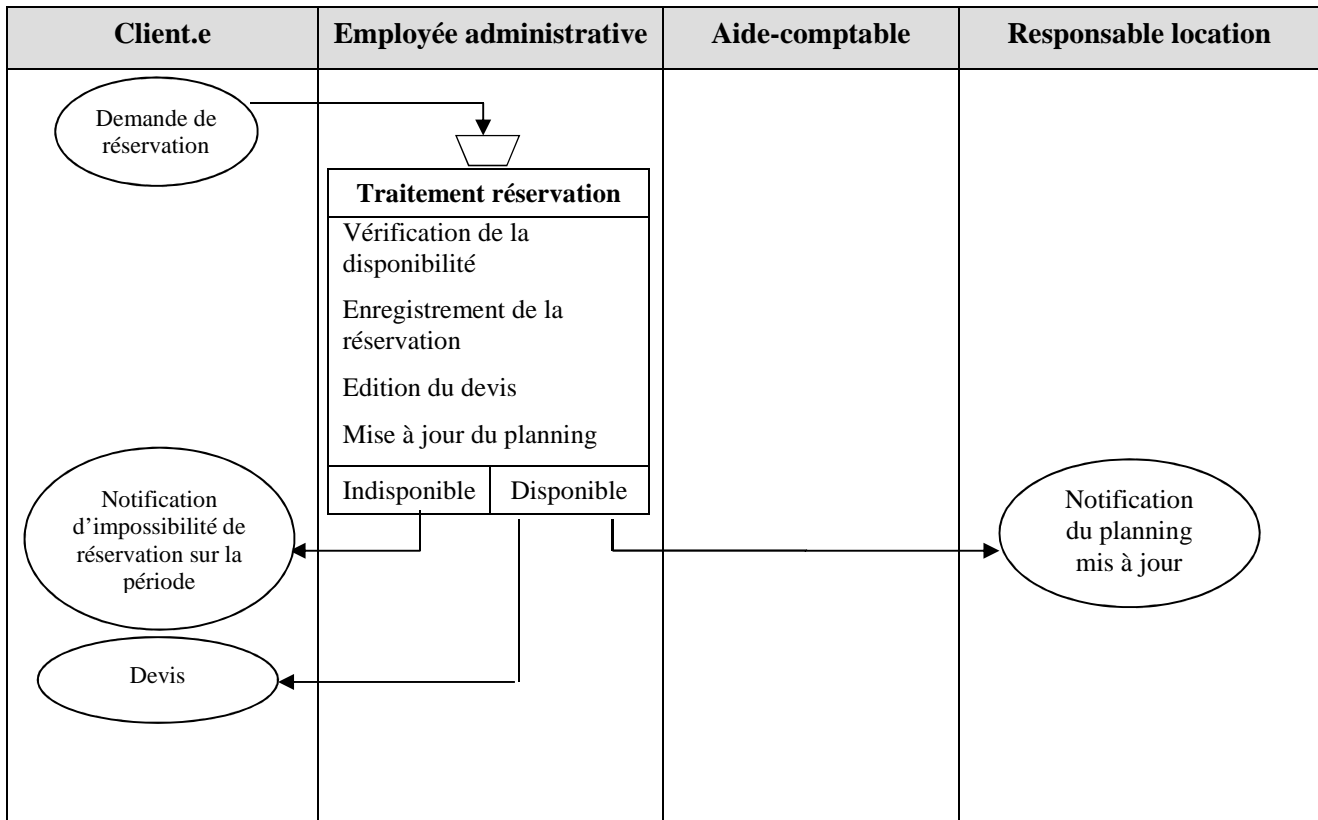 Client.e
Employée administrative
Aide-comptable
Responsable location
Demande de
réservation
Traitement réservation
Vérification de la
disponibilité
Enregistrement de la
réservation
Edition du devis
Mise à jour du planning
Indisponible
Disponible
Notification
d’impossibilité de
réservation sur la
période
Notification
du planning
mis à jour
Devis